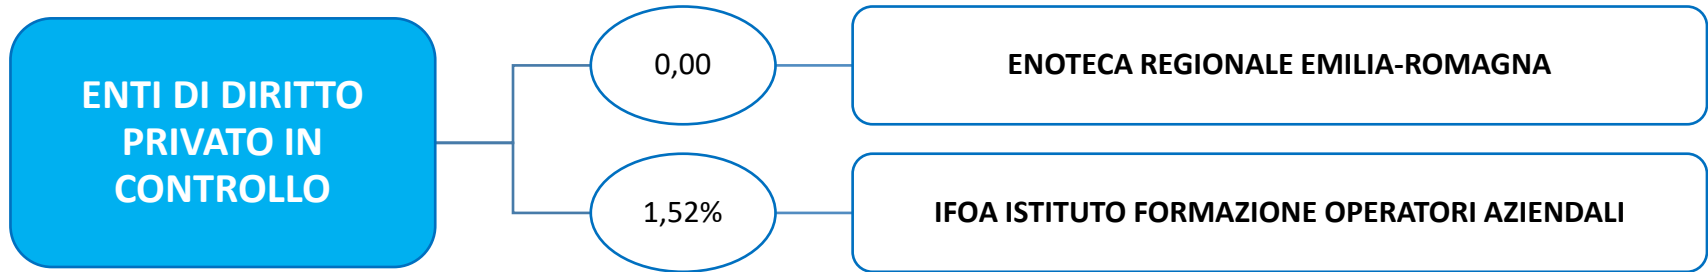 ENTI DI DIRITTO
PRIVATO IN
CONTROLLO
0,00
ENOTECA REGIONALE EMILIA-ROMAGNA
1,52%
IFOA ISTITUTO FORMAZIONE OPERATORI AZIENDALI